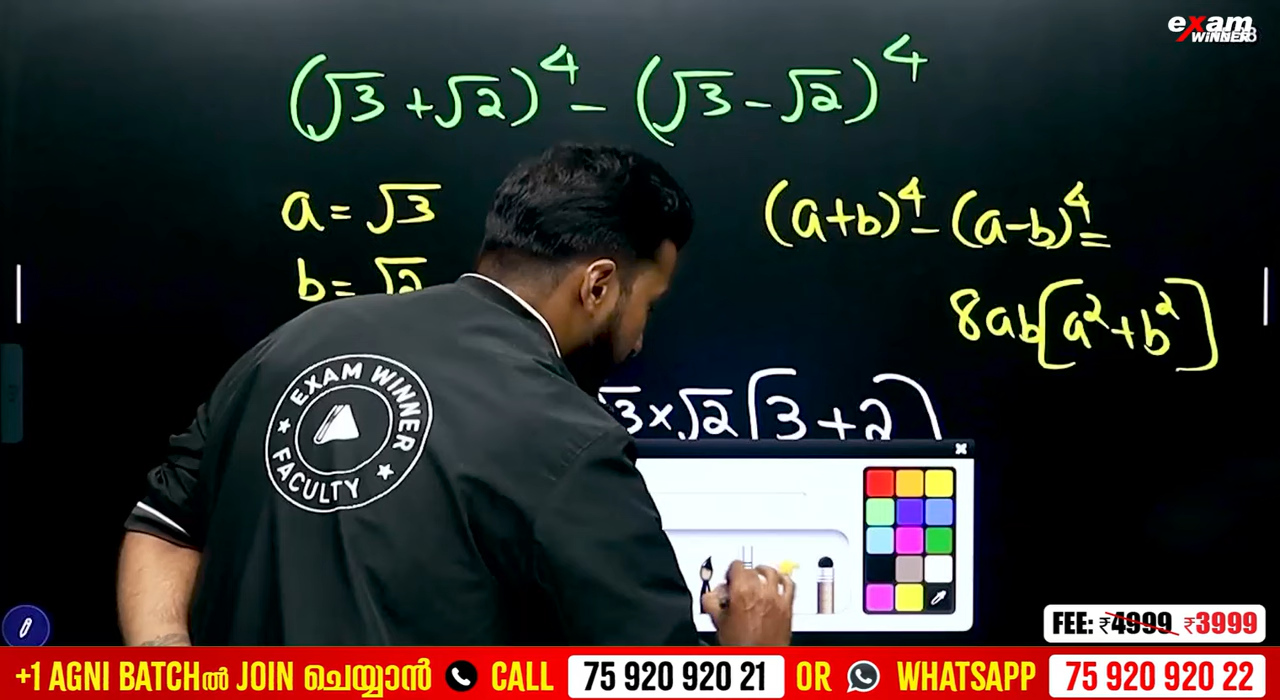 exam
WiNNER
(√3 + √2)⁴ - (√3 - √2)⁴
a = √3
(a+b)⁴ - (a-b)⁴ =
b = √2
8ab[a² + b²]
√3 × √2 [3 + 2]
EXAM WINNER
FACULTY
FEE: ₹4999 ₹3999
+1 AGNI BATCHൽ JOIN ചെയ്യാൻ CALL 75 920 920 21 OR WHATSAPP 75 920 920 22